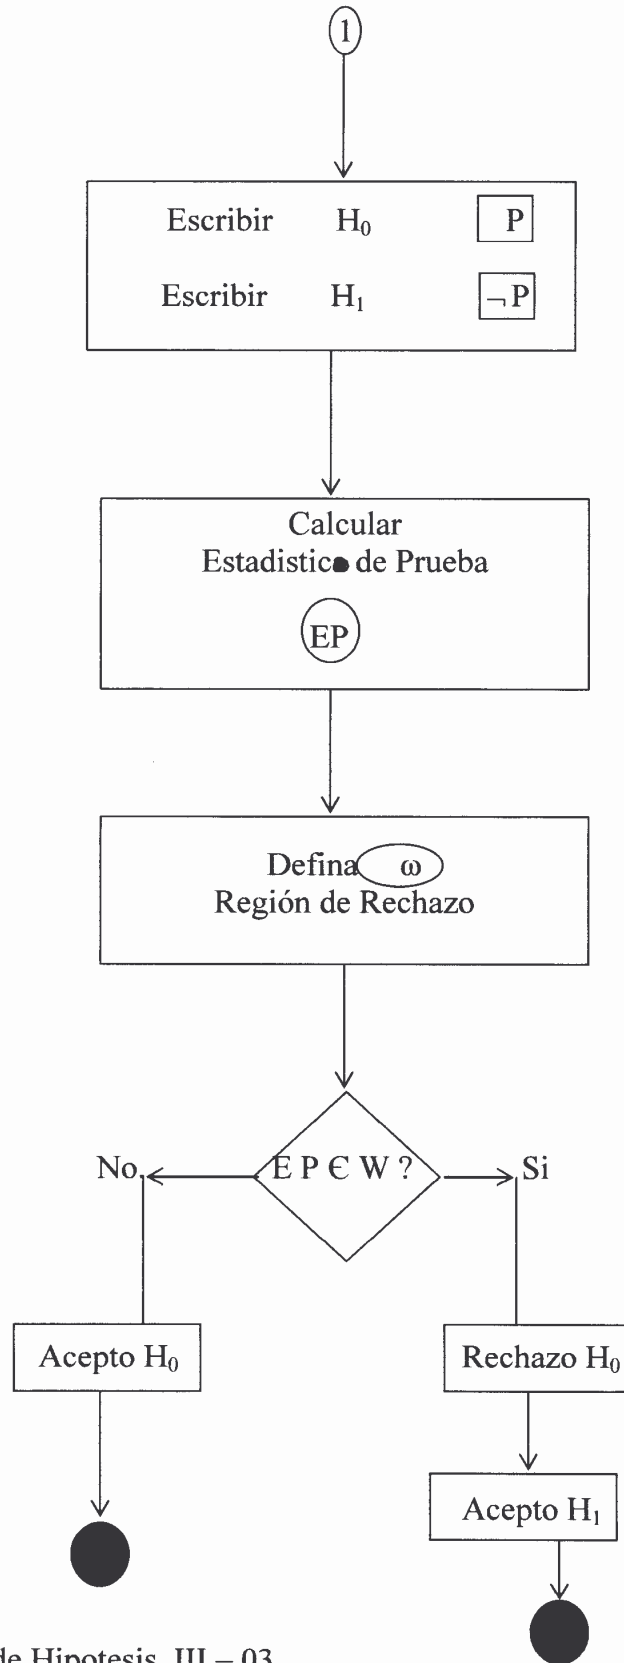 1
Escribir H₀ P
Escribir H₁ ¬ P
Calcular
Estadistico de Prueba
EP
Defina ω
Región de Rechazo
No E P Є W ? Si
Acepto H₀ Rechazo H₀
Acepto H₁
de Hipotesis III – 03